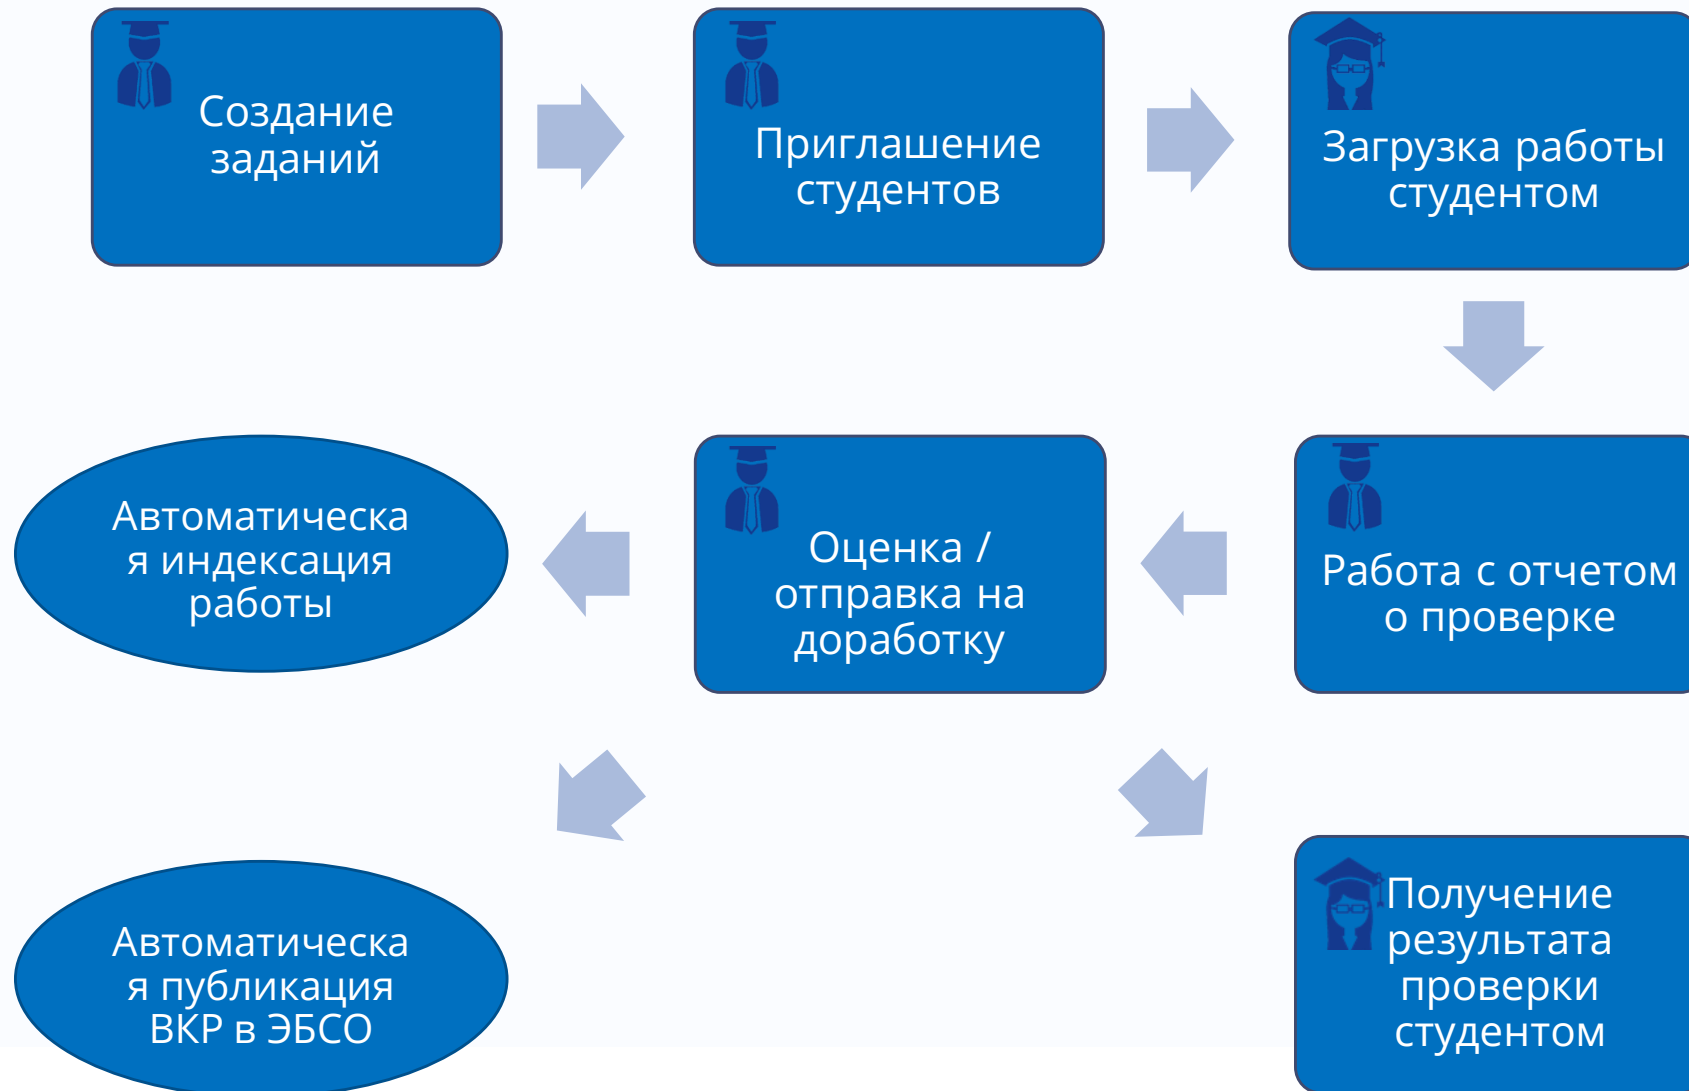 Создание
заданий
Приглашение
студентов
Загрузка работы
студентом
Автоматическа
я индексация
работы
Оценка /
отправка на
доработку
Работа с отчетом
о проверке
Автоматическа
я публикация
ВКР в ЭБСО
Получение
результата
проверки
студентом